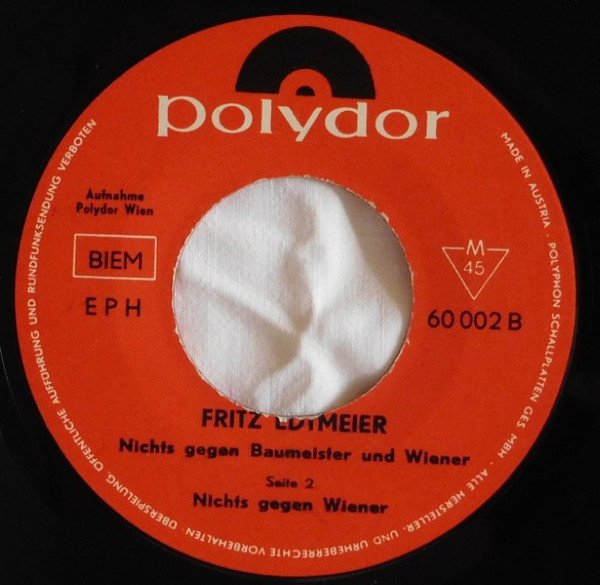 polydor
Aufnahme
Polydor Wien
BIEM
E P H
M
45
60 002 B
FRITZ EDTMEIER
Nichts gegen Baumeister und Wiener
Seite 2
Nichts gegen Wiener
MADE IN AUSTRIA · POLYPHON SCHALLPLATTEN GES MBH · ALLE HERSTELLER- UND URHEBERRECHTE VORBEHALTEN · ÜBERSPIELUNG, ÖFFENTLICHE AUFFÜHRUNG UND RUNDFUNKSENDUNG VERBOTEN